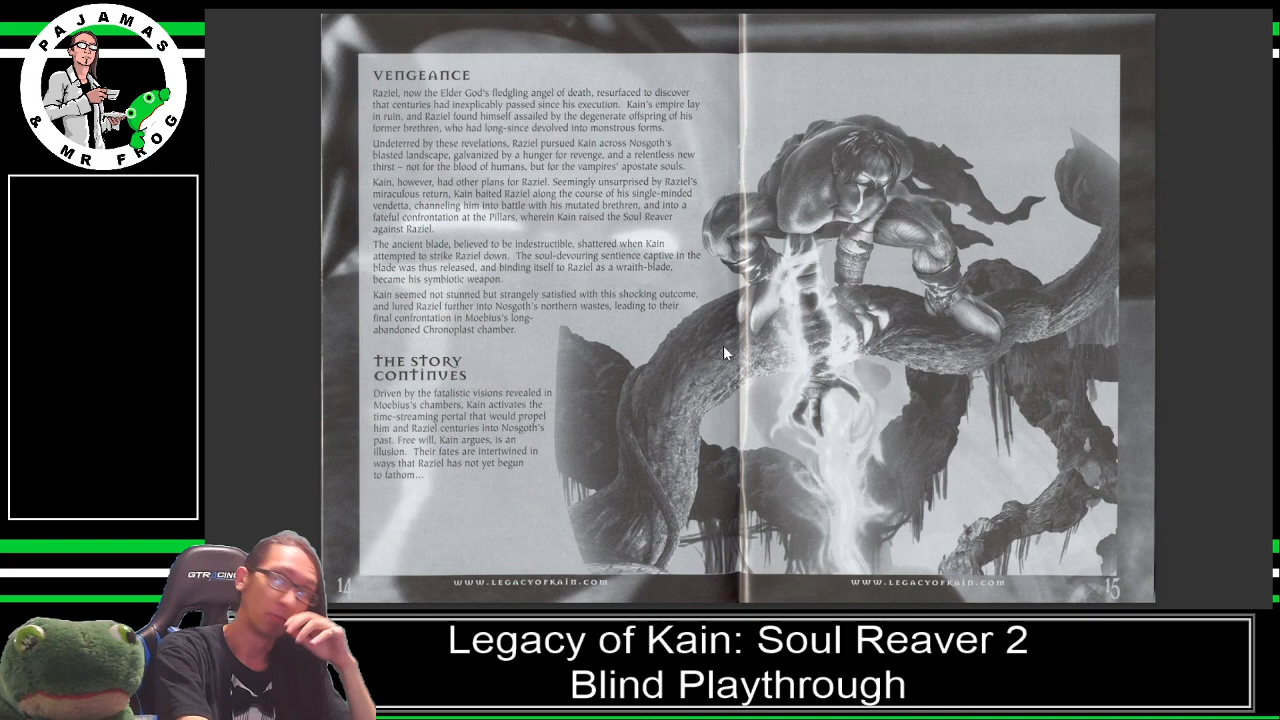 PAJAMAS
& MR FROG
VENGEANCE
Raziel, now the Elder God's fledgling angel of death, resurfaced to discover
that centuries had inexplicably passed since his execution. Kain's empire lay
in ruin, and Raziel found himself assailed by the degenerate offspring of his
former brethren, who had long-since devolved into monstrous forms.
Undeterred by these revelations, Raziel pursued Kain across Nosgoth's
blasted landscape, galvanized by a hunger for revenge, and a relentless new
thirst – not for the blood of humans, but for the vampires' apostate souls.
Kain, however, had other plans for Raziel. Seemingly unsurprised by Raziel's
miraculous return, Kain baited Raziel along the course of his single-minded
vendetta, channeling him into battle with his mutated brethren, and into a
fateful confrontation at the Pillars, wherein Kain raised the Soul Reaver
against Raziel.
The ancient blade, believed to be indestructible, shattered when Kain
attempted to strike Raziel down. The soul-devouring sentience captive in the
blade was thus released, and binding itself to Raziel as a wraith-blade,
became his symbiotic weapon.
Kain seemed not stunned but strangely satisfied with this shocking outcome,
and lured Raziel further into Nosgoth's northern wastes, leading to their
final confrontation in Moebius's long-
abandoned Chronoplast chamber.
THE STORY
CONTINUES
Driven by the fatalistic visions revealed in
Moebius's chambers, Kain activates the
time-streaming portal that would propel
him and Raziel centuries into Nosgoth's
past. Free will, Kain argues, is an
illusion. Their fates are intertwined in
ways that Raziel has not yet begun
to fathom...
14
WWW.LEGACYOFKAIN.COM
WWW.LEGACYOFKAIN.COM
15
GTRACING
Legacy of Kain: Soul Reaver 2
Blind Playthrough